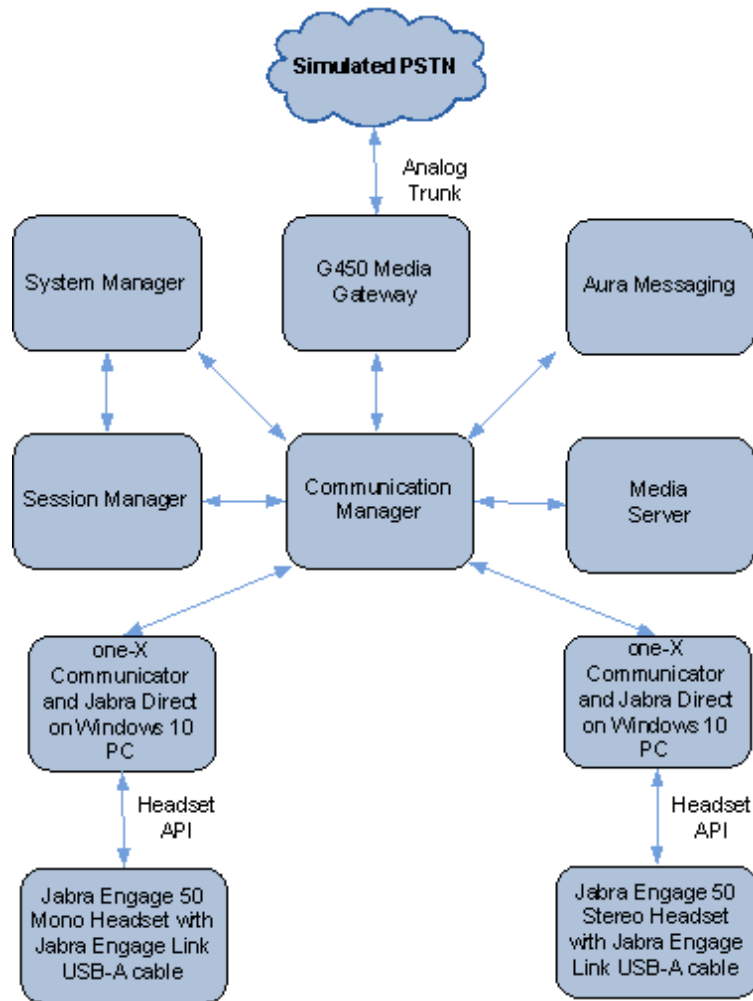 Simulated PSTN
Analog
Trunk
System Manager
G450 Media
Gateway
Aura Messaging
Session Manager
Communication
Manager
Media
Server
one-X
Communicator
and Jabra Direct
on Windows 10
PC
one-X
Communicator
and Jabra Direct
on Windows 10
PC
Headset
API
Headset
API
Jabra Engage 50
Mono Headset with
Jabra Engage Link
USB-A cable
Jabra Engage 50
Stereo Headset
with Jabra Engage
Link USB-A cable